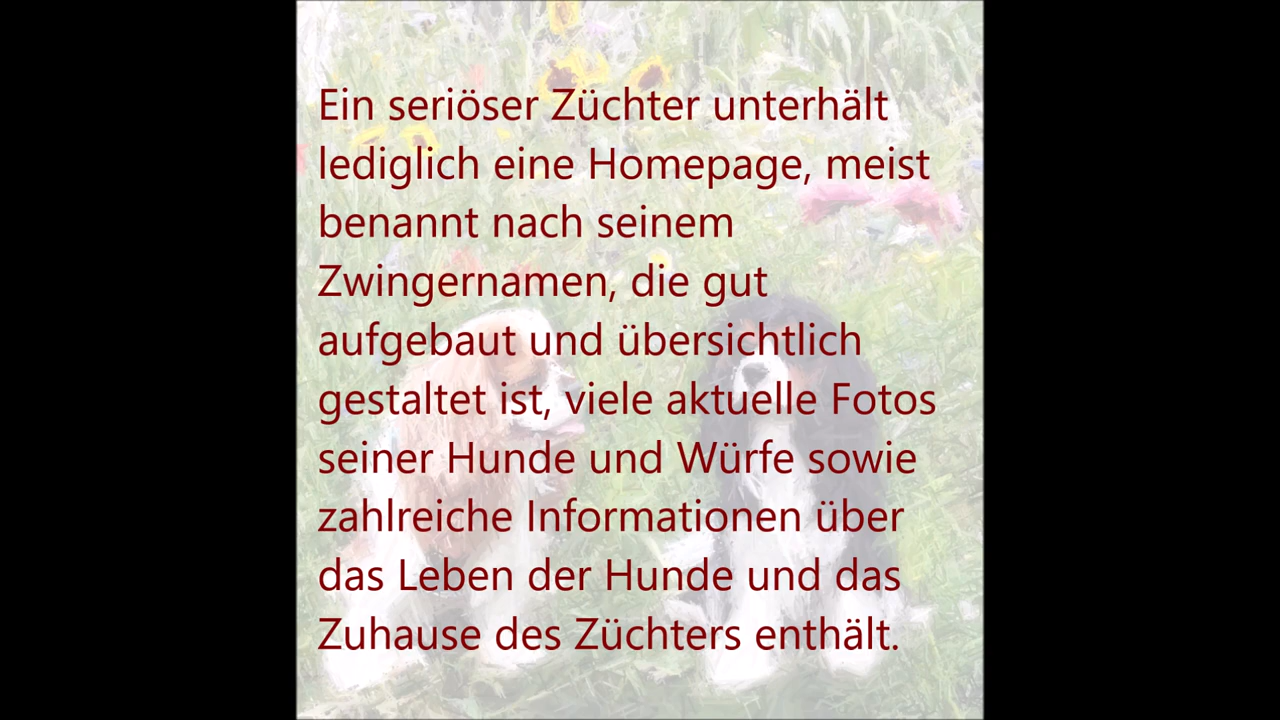 Ein seriöser Züchter unterhält
lediglich eine Homepage, meist
benannt nach seinem
Zwingernamen, die gut
aufgebaut und übersichtlich
gestaltet ist, viele aktuelle Fotos
seiner Hunde und Würfe sowie
zahlreiche Informationen über
das Leben der Hunde und das
Zuhause des Züchters enthält.